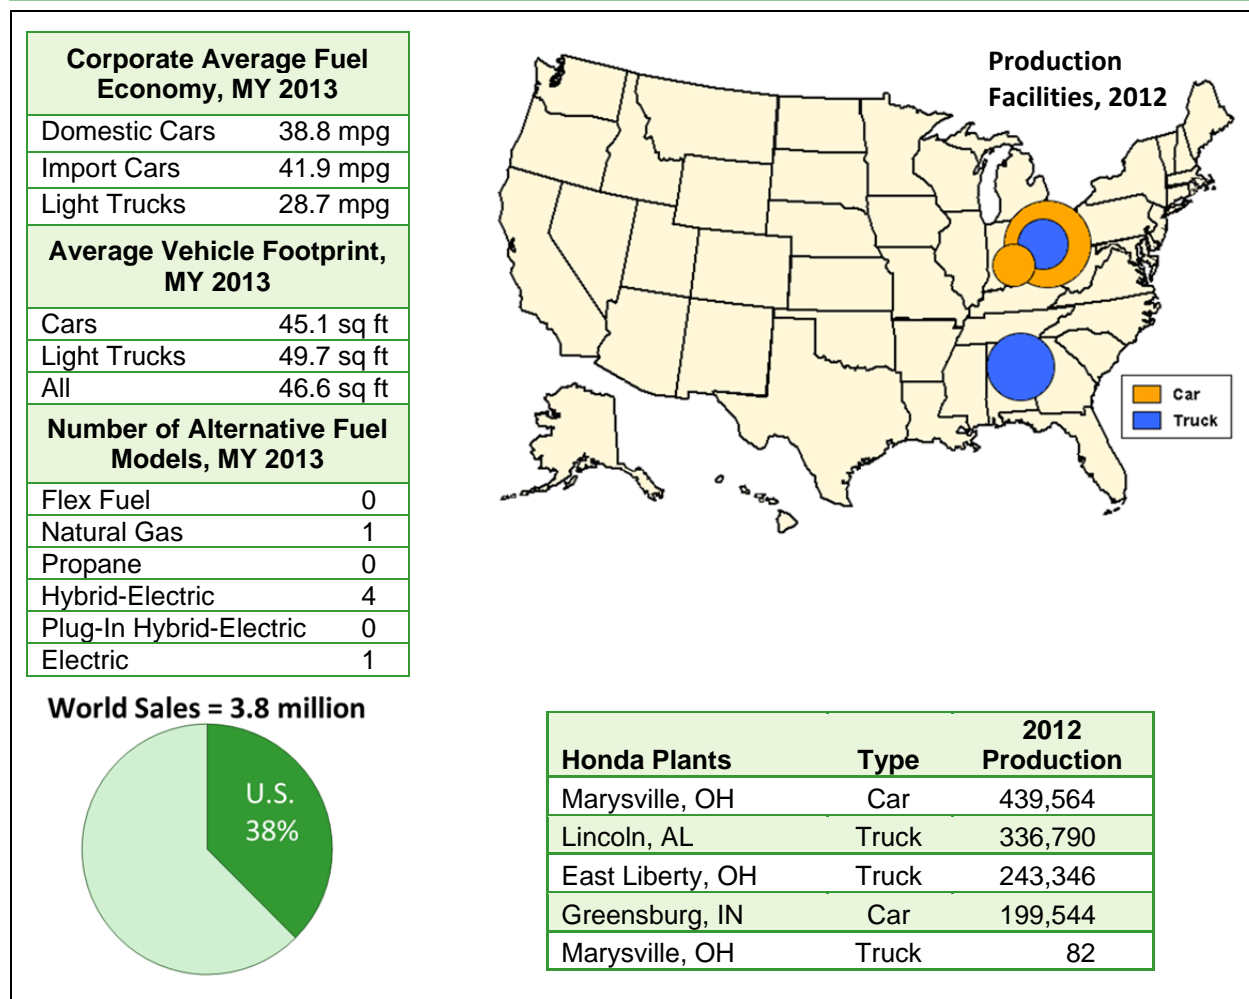 Corporate Average Fuel
Economy, MY 2013
Domestic Cars 38.8 mpg
Import Cars 41.9 mpg
Light Trucks 28.7 mpg
Average Vehicle Footprint,
MY 2013
Cars 45.1 sq ft
Light Trucks 49.7 sq ft
All 46.6 sq ft
Number of Alternative Fuel
Models, MY 2013
Flex Fuel 0
Natural Gas 1
Propane 0
Hybrid-Electric 4
Plug-In Hybrid-Electric 0
Electric 1
Production
Facilities, 2012
Car
Truck
World Sales = 3.8 million
U.S.
38%
2012
Honda Plants Type Production
Marysville, OH Car 439,564
Lincoln, AL Truck 336,790
East Liberty, OH Truck 243,346
Greensburg, IN Car 199,544
Marysville, OH Truck 82